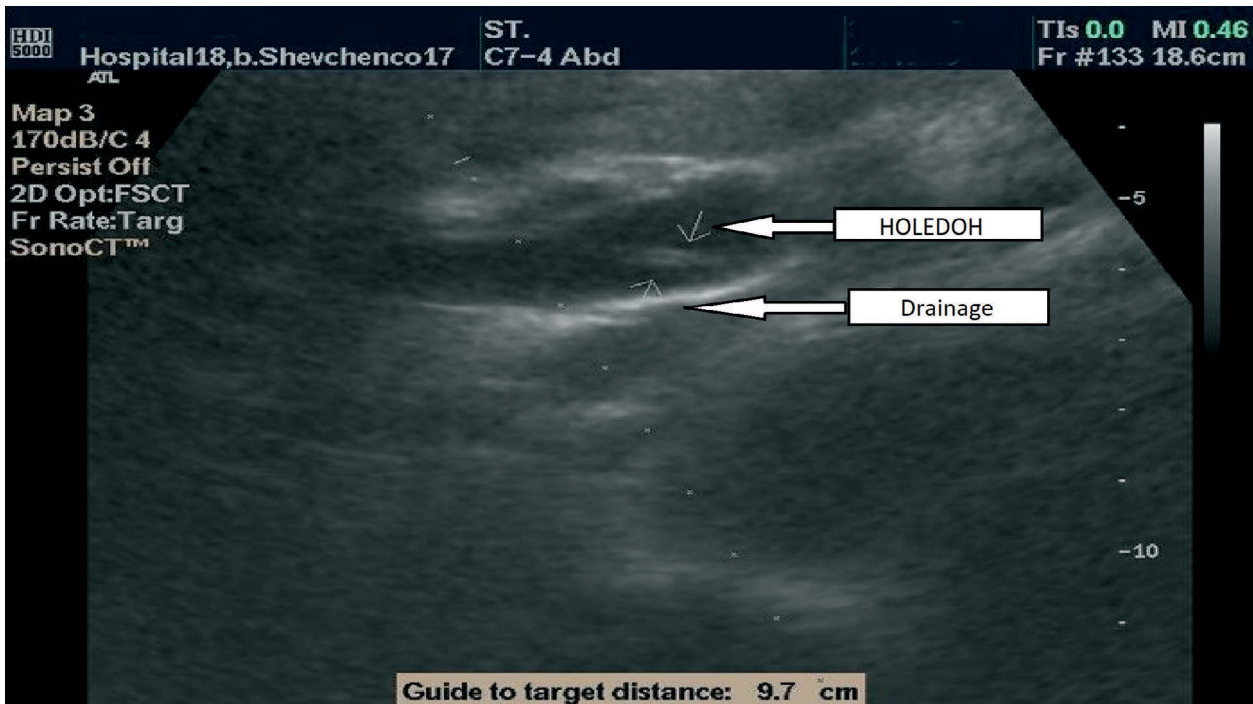 HDI
5000
Hospital18,b.Shevchenco17
ATL
ST.
C7-4 Abd
TIs 0.0 MI 0.46
Fr #133 18.6cm
Map 3
170dB/C 4
Persist Off
2D Opt:FSCT
Fr Rate:Targ
SonoCT™
-5
HOLEDOH
Drainage
-10
Guide to target distance: 9.7 cm